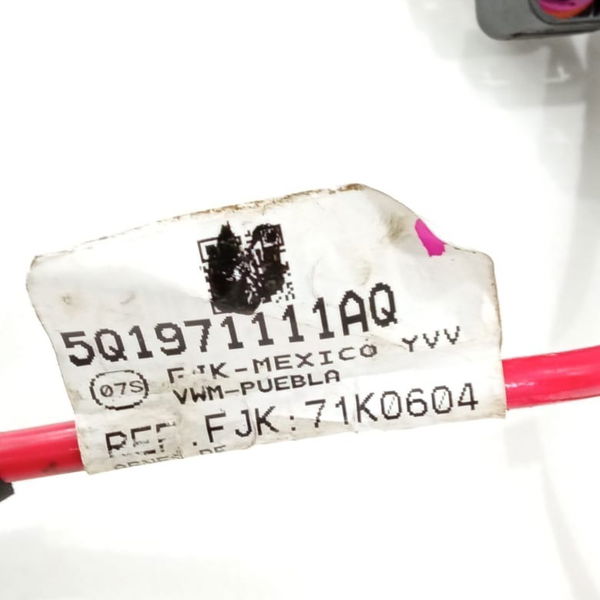 5Q1971111AQ
07S FJK-MEXICO YVV
VWM-PUEBLA
REF.FJK:71K0604